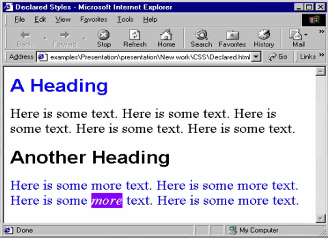 Declared Styles - Microsoft Internet Explorer
File Edit View Favorites Tools Help
Back Forward Stop Refresh Home Search Favorites History Mail
Address examples\Presentation\presentation\New work\CSS\Declared.html Go Links »
A Heading
Here is some text. Here is some text. Here is
some text. Here is some text. Here is some text.
Another Heading
Here is some more text. Here is some more text.
Here is some more text. Here is some more text.
Done My Computer